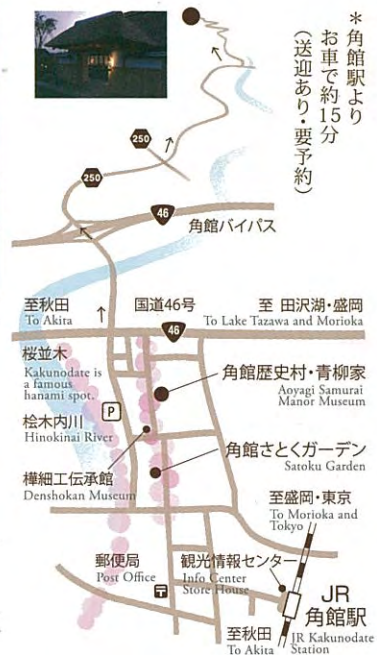 *角館駅より
お車で約15分
(送迎あり・要予約)
250
250
46
角館バイパス
至秋田
To Akita
国道46号
46
至 田沢湖・盛岡
To Lake Tazawa and Morioka
桜並木
Kakunodate is
a famous
hanami spot.
P
角館歴史村・青柳家
Aoyagi Samurai
Manor Museum
桧木内川
Hinokinai River
角館さとくガーデン
Satoku Garden
樺細工伝承館
Denshokan Museum
至盛岡・東京
To Morioka and
Tokyo
郵便局
Post Office
〒
観光情報センター
Info Center
Store House
JR
角館駅
JR Kakunodate
Station
至秋田
To Akita